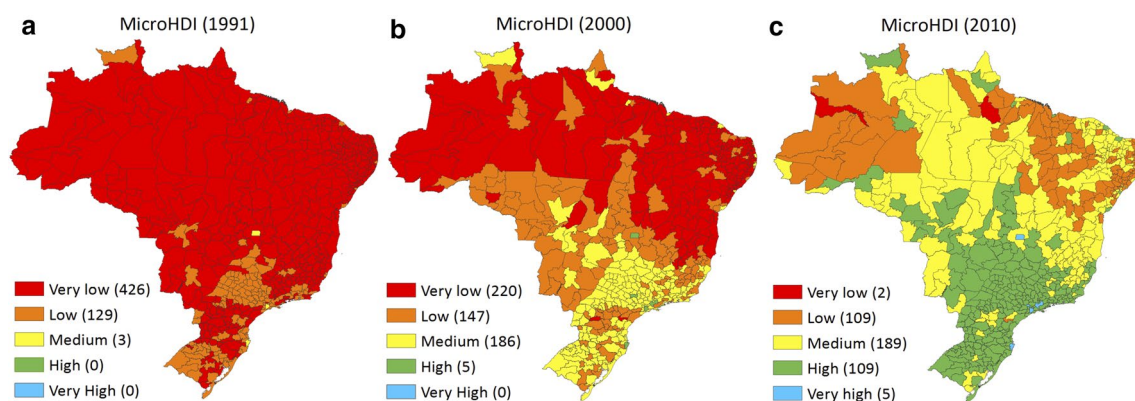 a
MicroHDI (1991)
Very low (426)
Low (129)
Medium (3)
High (0)
Very High (0)
b
MicroHDI (2000)
Very low (220)
Low (147)
Medium (186)
High (5)
Very High (0)
c
MicroHDI (2010)
Very low (2)
Low (109)
Medium (189)
High (109)
Very high (5)